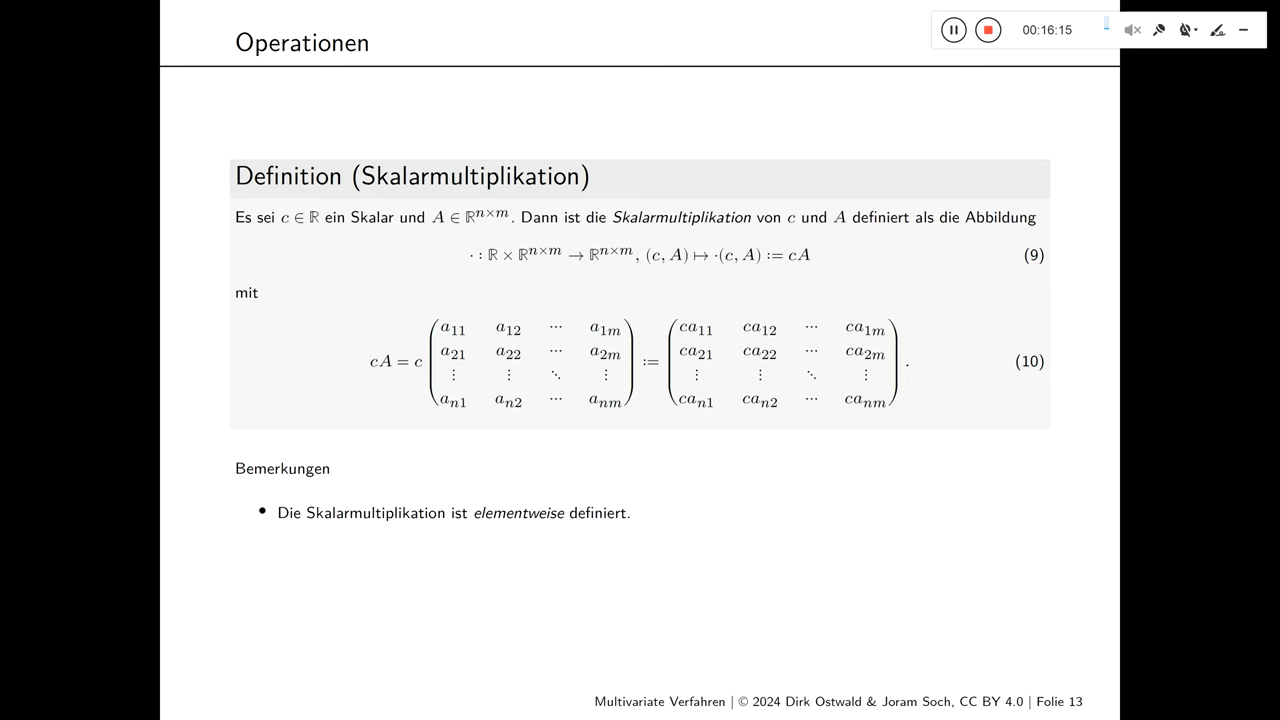 Operationen
00:16:15
Definition (Skalarmultiplikation)
Es sei c ∈ ℝ ein Skalar und A ∈ ℝⁿˣᵐ. Dann ist die Skalarmultiplikation von c und A definiert als die Abbildung
· : ℝ × ℝⁿˣᵐ → ℝⁿˣᵐ, (c, A) ↦ ·(c, A) := cA (9)
mit
cA = c ( a₁₁ a₁₂ ⋯ a₁ₘ ; a₂₁ a₂₂ ⋯ a₂ₘ ; ⋮ ⋮ ⋱ ⋮ ; aₙ₁ aₙ₂ ⋯ aₙₘ ) := ( ca₁₁ ca₁₂ ⋯ ca₁ₘ ; ca₂₁ ca₂₂ ⋯ ca₂ₘ ; ⋮ ⋮ ⋱ ⋮ ; caₙ₁ caₙ₂ ⋯ caₙₘ ) . (10)
Bemerkungen
• Die Skalarmultiplikation ist elementweise definiert.
Multivariate Verfahren | © 2024 Dirk Ostwald & Joram Soch, CC BY 4.0 | Folie 13